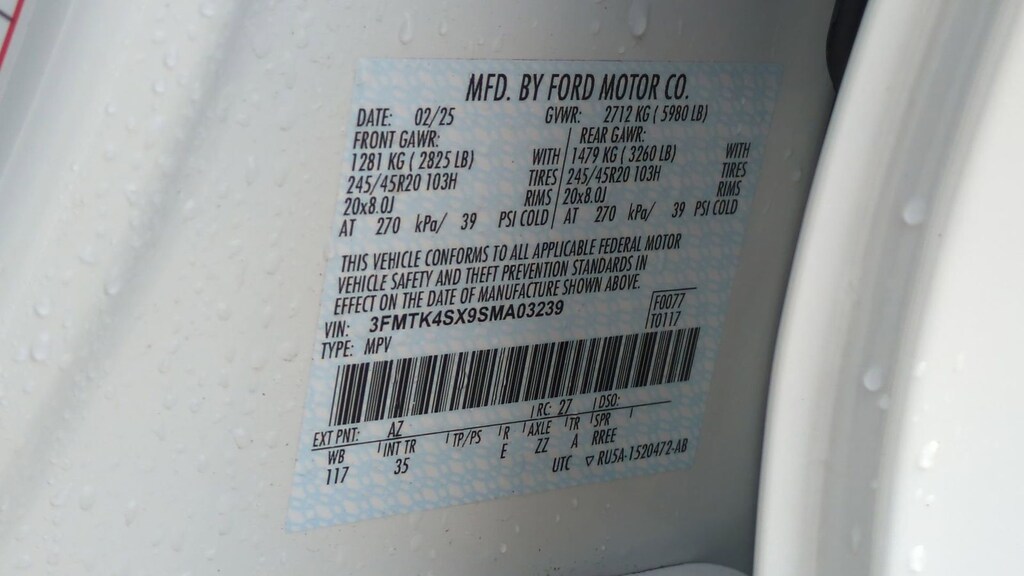 MFD. BY FORD MOTOR CO.
DATE: 02/25 GVWR: 2712 KG ( 5980 LB)
FRONT GAWR: REAR GAWR:
1281 KG ( 2825 LB) WITH 1479 KG ( 3260 LB) WITH
245/45R20 103H TIRES 245/45R20 103H TIRES
20x8.0J RIMS 20x8.0J RIMS
AT 270 kPa/ 39 PSI COLD AT 270 kPa/ 39 PSI COLD
THIS VEHICLE CONFORMS TO ALL APPLICABLE FEDERAL MOTOR
VEHICLE SAFETY AND THEFT PREVENTION STANDARDS IN
EFFECT ON THE DATE OF MANUFACTURE SHOWN ABOVE.
VIN: 3FMTK4SX9SMA03239 F0077
TYPE: MPV T0117
EXT PNT: AZ RC: 27 DSO:
WB INT TR TP/PS R AXLE TR SPR
117 35 E ZZ A RREE
UTC ▽ RU5A-1520472-AB